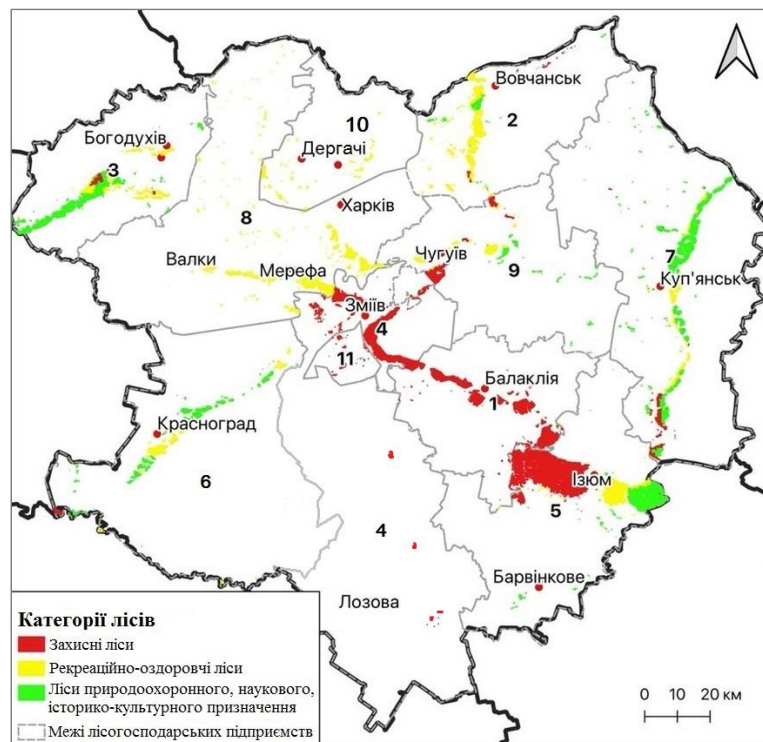 Вовчанськ
2
10
Богодухів
Дергачі
3
Харків
8
7
Чугуїв
9
Валки
Мерефа
Куп'янськ
Зміїв
4
11
Балаклія
1
Красноград
Ізюм
6
5
4
Барвінкове
Лозова
Категорії лісів
Захисні ліси
Рекреаційно-оздоровчі ліси
Ліси природоохоронного, наукового,
історико-культурного призначення
Межі лісогосподарських підприємств
0 10 20 км